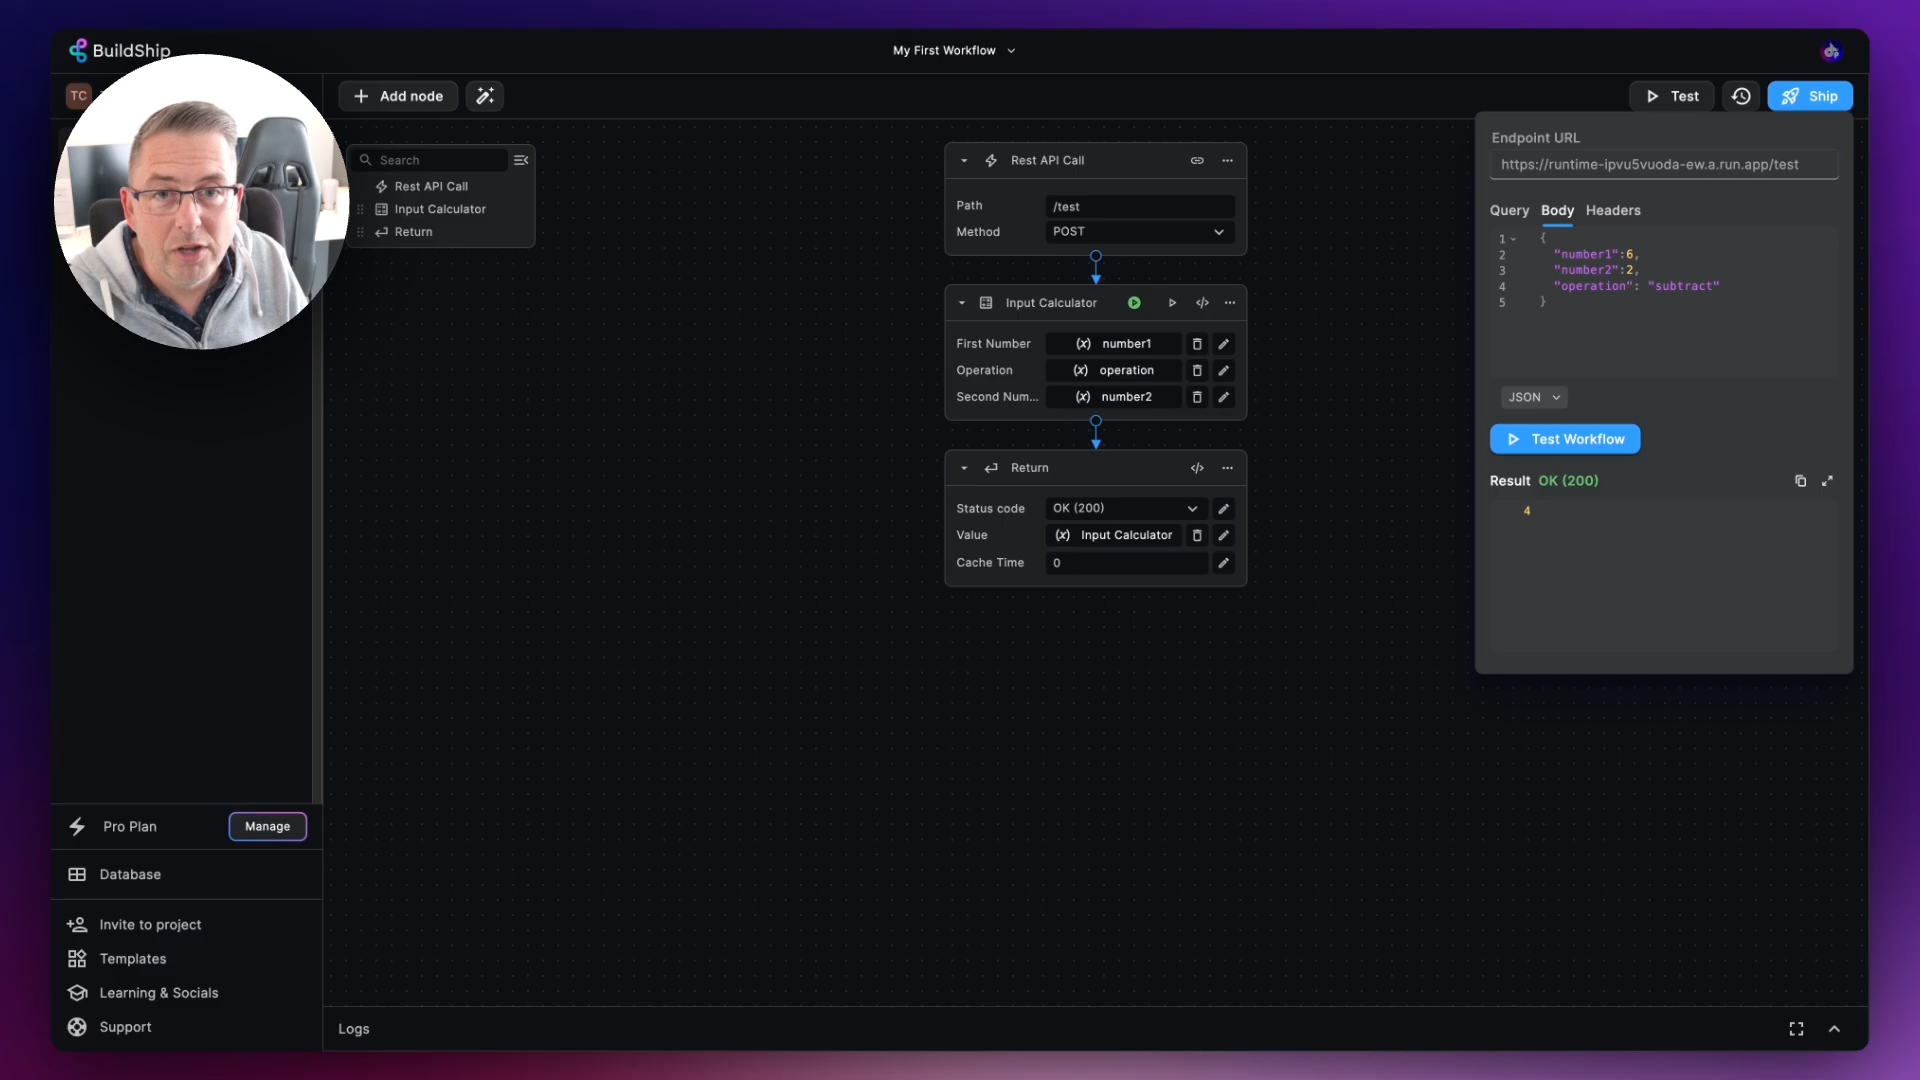 BuildShip
My First Workflow
TC
Add node
Test
Ship
Search
Rest API Call
Input Calculator
Return
Rest API Call
Path
/test
Method
POST
Input Calculator
First Number
(x) number1
Operation
(x) operation
Second Num...
(x) number2
Return
Status code
OK (200)
Value
(x) Input Calculator
Cache Time
0
Endpoint URL
https://runtime-ipvu5vuoda-ew.a.run.app/test
Query Body Headers
1 {
2 "number1":6,
3 "number2":2,
4 "operation": "subtract"
5 }
JSON
Test Workflow
Result OK (200)
4
Pro Plan
Manage
Database
Invite to project
Templates
Learning & Socials
Support
Logs